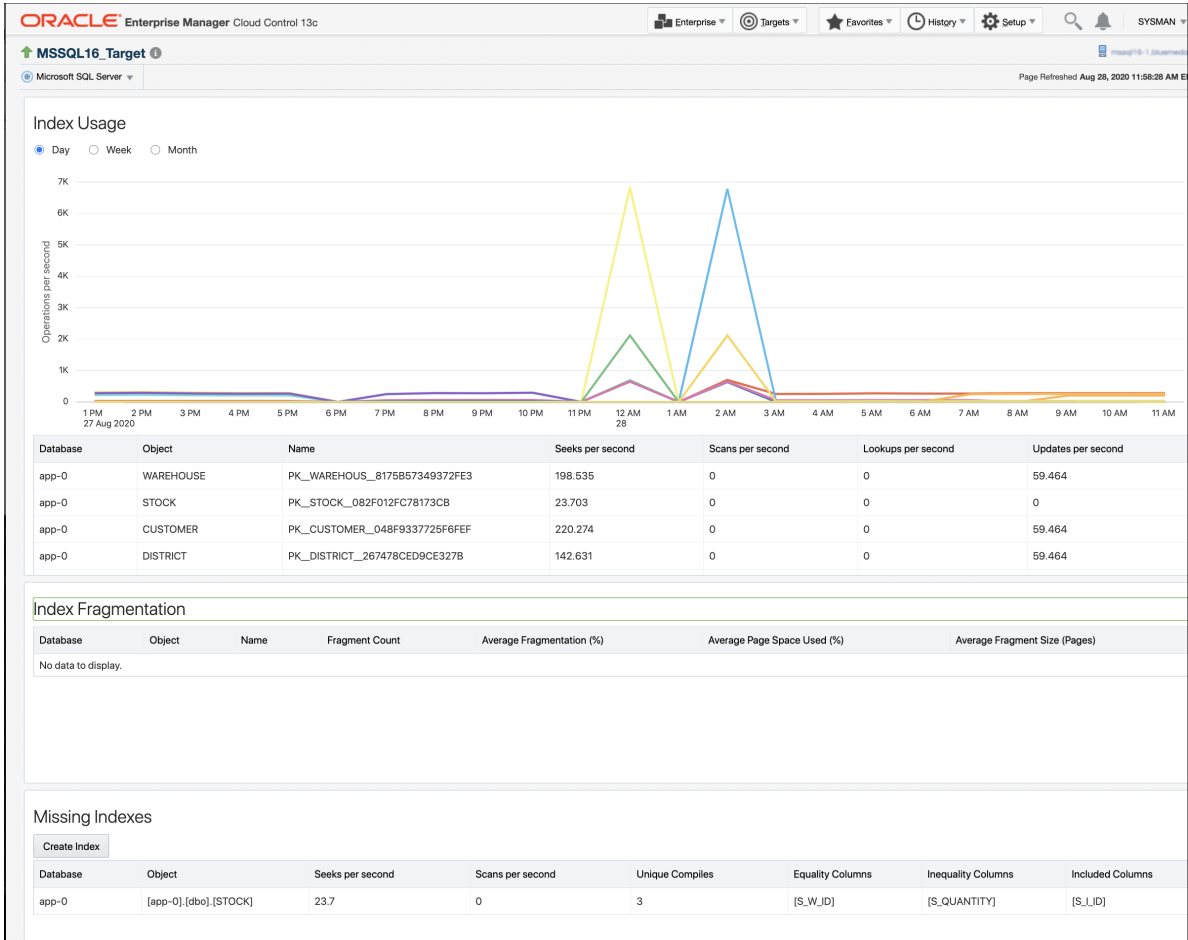 ORACLE Enterprise Manager Cloud Control 13c Enterprise Targets Favorites History Setup SYSMAN
MSSQL16_Target
Microsoft SQL Server Page Refreshed Aug 28, 2020 11:58:28 AM
Index Usage
Day Week Month
7K
6K
5K
4K
3K
2K
1K
0
Operations per second
1 PM 2 PM 3 PM 4 PM 5 PM 6 PM 7 PM 8 PM 9 PM 10 PM 11 PM 12 AM 1 AM 2 AM 3 AM 4 AM 5 AM 6 AM 7 AM 8 AM 9 AM 10 AM 11 AM
27 Aug 2020 28
Database Object Name Seeks per second Scans per second Lookups per second Updates per second
app-0 WAREHOUSE PK__WAREHOUS__8175B57349372FE3 198.535 0 0 59.464
app-0 STOCK PK__STOCK__082F012FC78173CB 23.703 0 0 0
app-0 CUSTOMER PK__CUSTOMER__048F9337725F6FEF 220.274 0 0 59.464
app-0 DISTRICT PK__DISTRICT__267478CED9CE327B 142.631 0 0 59.464
Index Fragmentation
Database Object Name Fragment Count Average Fragmentation (%) Average Page Space Used (%) Average Fragment Size (Pages)
No data to display.
Missing Indexes
Create Index
Database Object Seeks per second Scans per second Unique Compiles Equality Columns Inequality Columns Included Columns
app-0 [app-0].[dbo].[STOCK] 23.7 0 3 [S_W_ID] [S_QUANTITY] [S_I_ID]